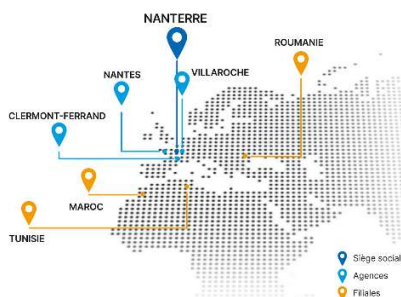 NANTERRE
ROUMANIE
NANTES
VILLAROCHE
CLERMONT-FERRAND
MAROC
TUNISIE
Siège social
Agences
Filiales